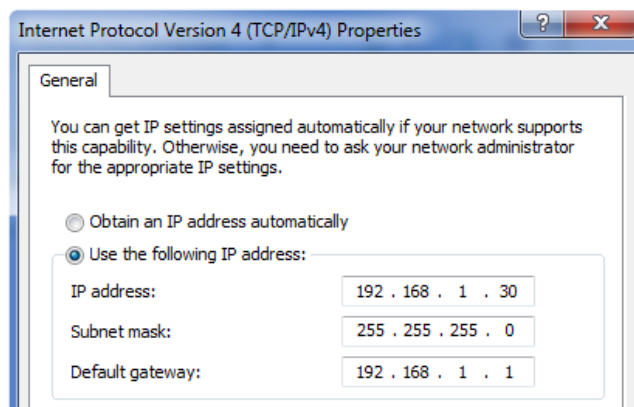 Internet Protocol Version 4 (TCP/IPv4) Properties
? X
General
You can get IP settings assigned automatically if your network supports
this capability. Otherwise, you need to ask your network administrator
for the appropriate IP settings.
Obtain an IP address automatically
Use the following IP address:
IP address: 192 . 168 . 1 . 30
Subnet mask: 255 . 255 . 255 . 0
Default gateway: 192 . 168 . 1 . 1